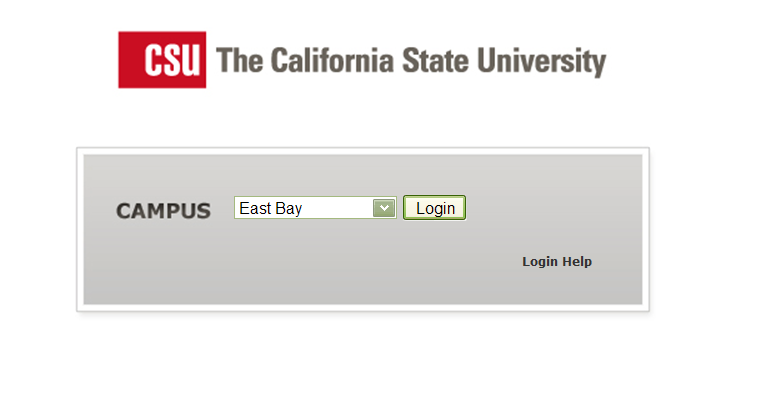 CSU The California State University
CAMPUS East Bay Login
Login Help